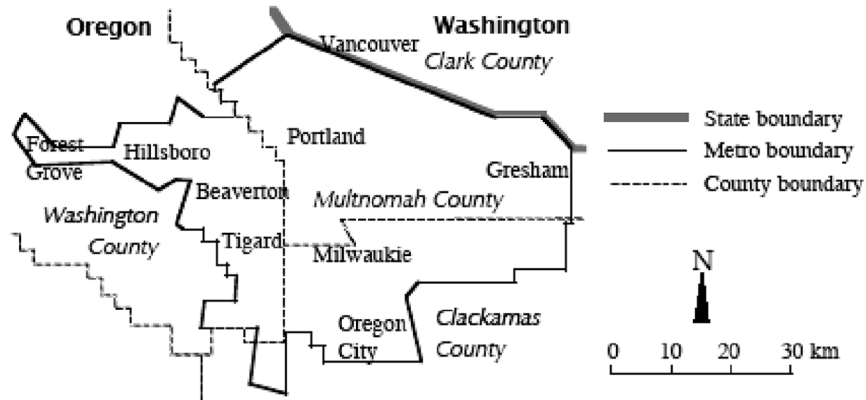 Oregon
Washington
Vancouver
Clark County
Portland
Forest
Grove
Hillsboro
Gresham
Beaverton
Multnomah County
Washington
County
Tigard
Milwaukie
Oregon
City
Clackamas
County
State boundary
Metro boundary
County boundary
N
0 10 20 30 km